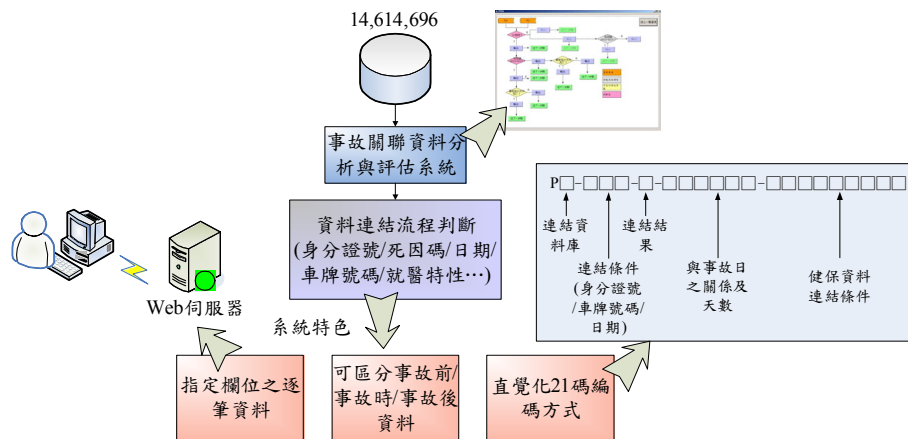 14,614,696
事故關聯資料分
析與評估系統
資料連結流程判斷
(身分證號/死因碼/日期/
車牌號碼/就醫特性…)
系統特色
Web伺服器
指定欄位之逐
筆資料
可區分事故前/
事故時/事故後
資料
直覺化21碼編
碼方式
P□-□□□-□-□□□□□□-□□□□□□□□□
連結資
料庫
連結條件
(身分證號
/車牌號碼/
日期)
連結結
果
與事故日
之關係及
天數
健保資料
連結條件